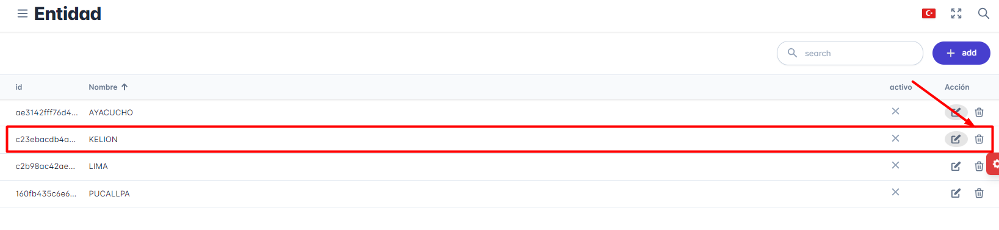 Entidad
search
add
id Nombre activo Acción
ae3142fff76d4... AYACUCHO
c23ebacdb4a... KELION
c2b98ac42ae... LIMA
160fb435c6e6... PUCALLPA